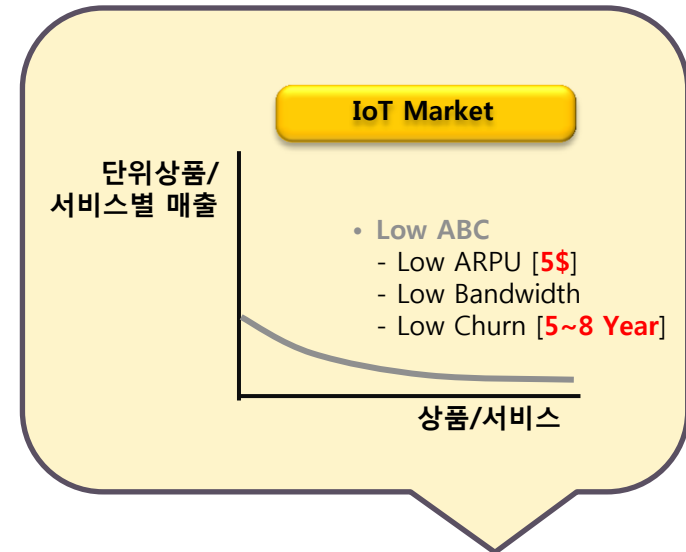 IoT Market
단위상품/
서비스별 매출
• Low ABC
- Low ARPU [5$]
- Low Bandwidth
- Low Churn [5~8 Year]
상품/서비스